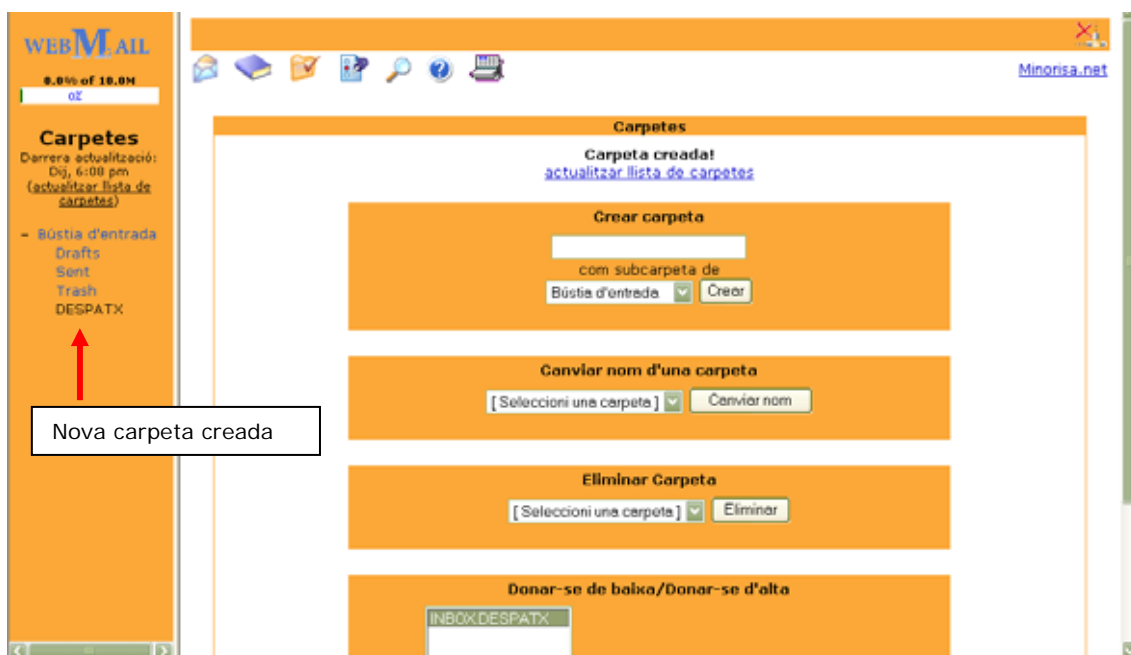 WEBMAIL
0.0% of 10.0M
0%
Carpetes
Darrera actualització:
Dij, 6:00 pm
(actualitzar llista de
carpetes)
- Bústia d'entrada
Drafts
Sent
Trash
DESPATX
Nova carpeta creada
Minorisa.net
Carpetes
Carpeta creada!
actualitzar llista de carpetes
Crear carpeta
com subcarpeta de
Bústia d'entrada Crear
Canviar nom d'una carpeta
[ Seleccioni una carpeta ] Canviar nom
Eliminar Carpeta
[ Seleccioni una carpeta ] Eliminar
Donar-se de baixa/Donar-se d'alta
INBOX.DESPATX